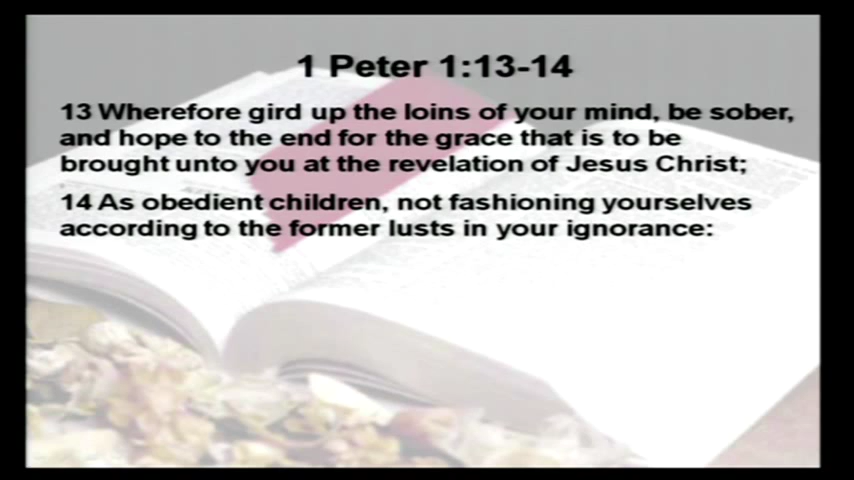 1 Peter 1:13-14
13 Wherefore gird up the loins of your mind, be sober,
and hope to the end for the grace that is to be
brought unto you at the revelation of Jesus Christ;
14 As obedient children, not fashioning yourselves
according to the former lusts in your ignorance: